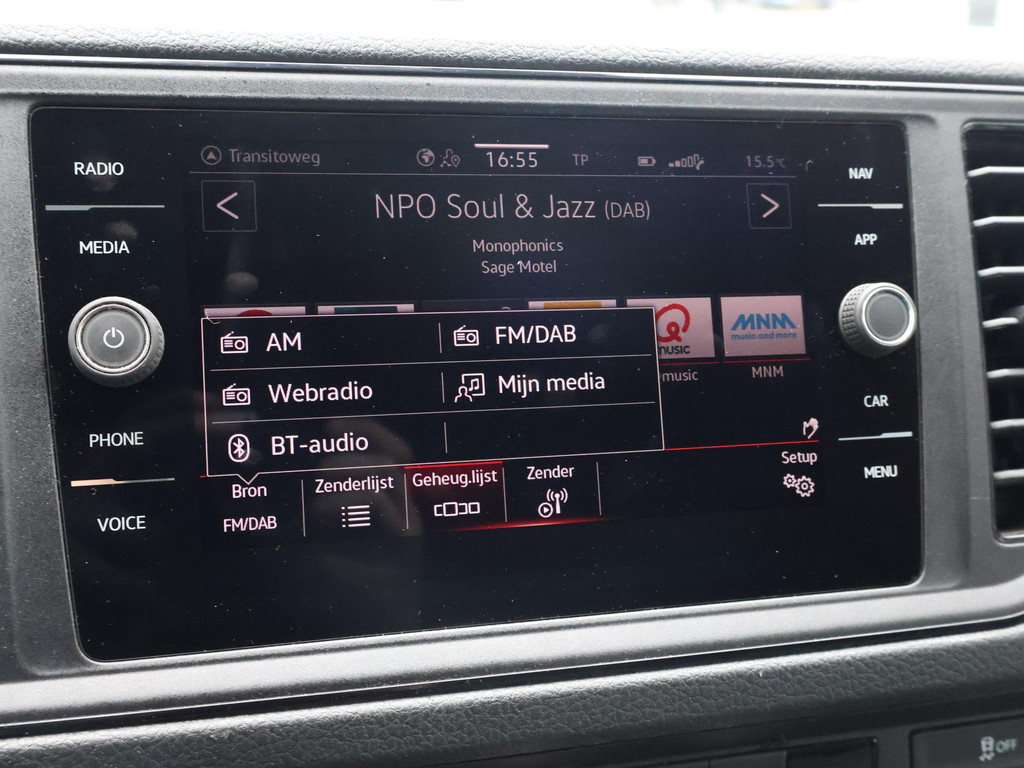 RADIO
MEDIA
PHONE
VOICE
Transitoweg
16:55
TP
15.5°C
NPO Soul & Jazz (DAB)
Monophonics
Sage Motel
AM
FM/DAB
Webradio
Mijn media
BT-audio
MUSIC
music
MNM
music and more
MNM
Bron
FM/DAB
Zenderlijst
Geheug.lijst
Zender
Setup
NAV
APP
CAR
MENU
OFF